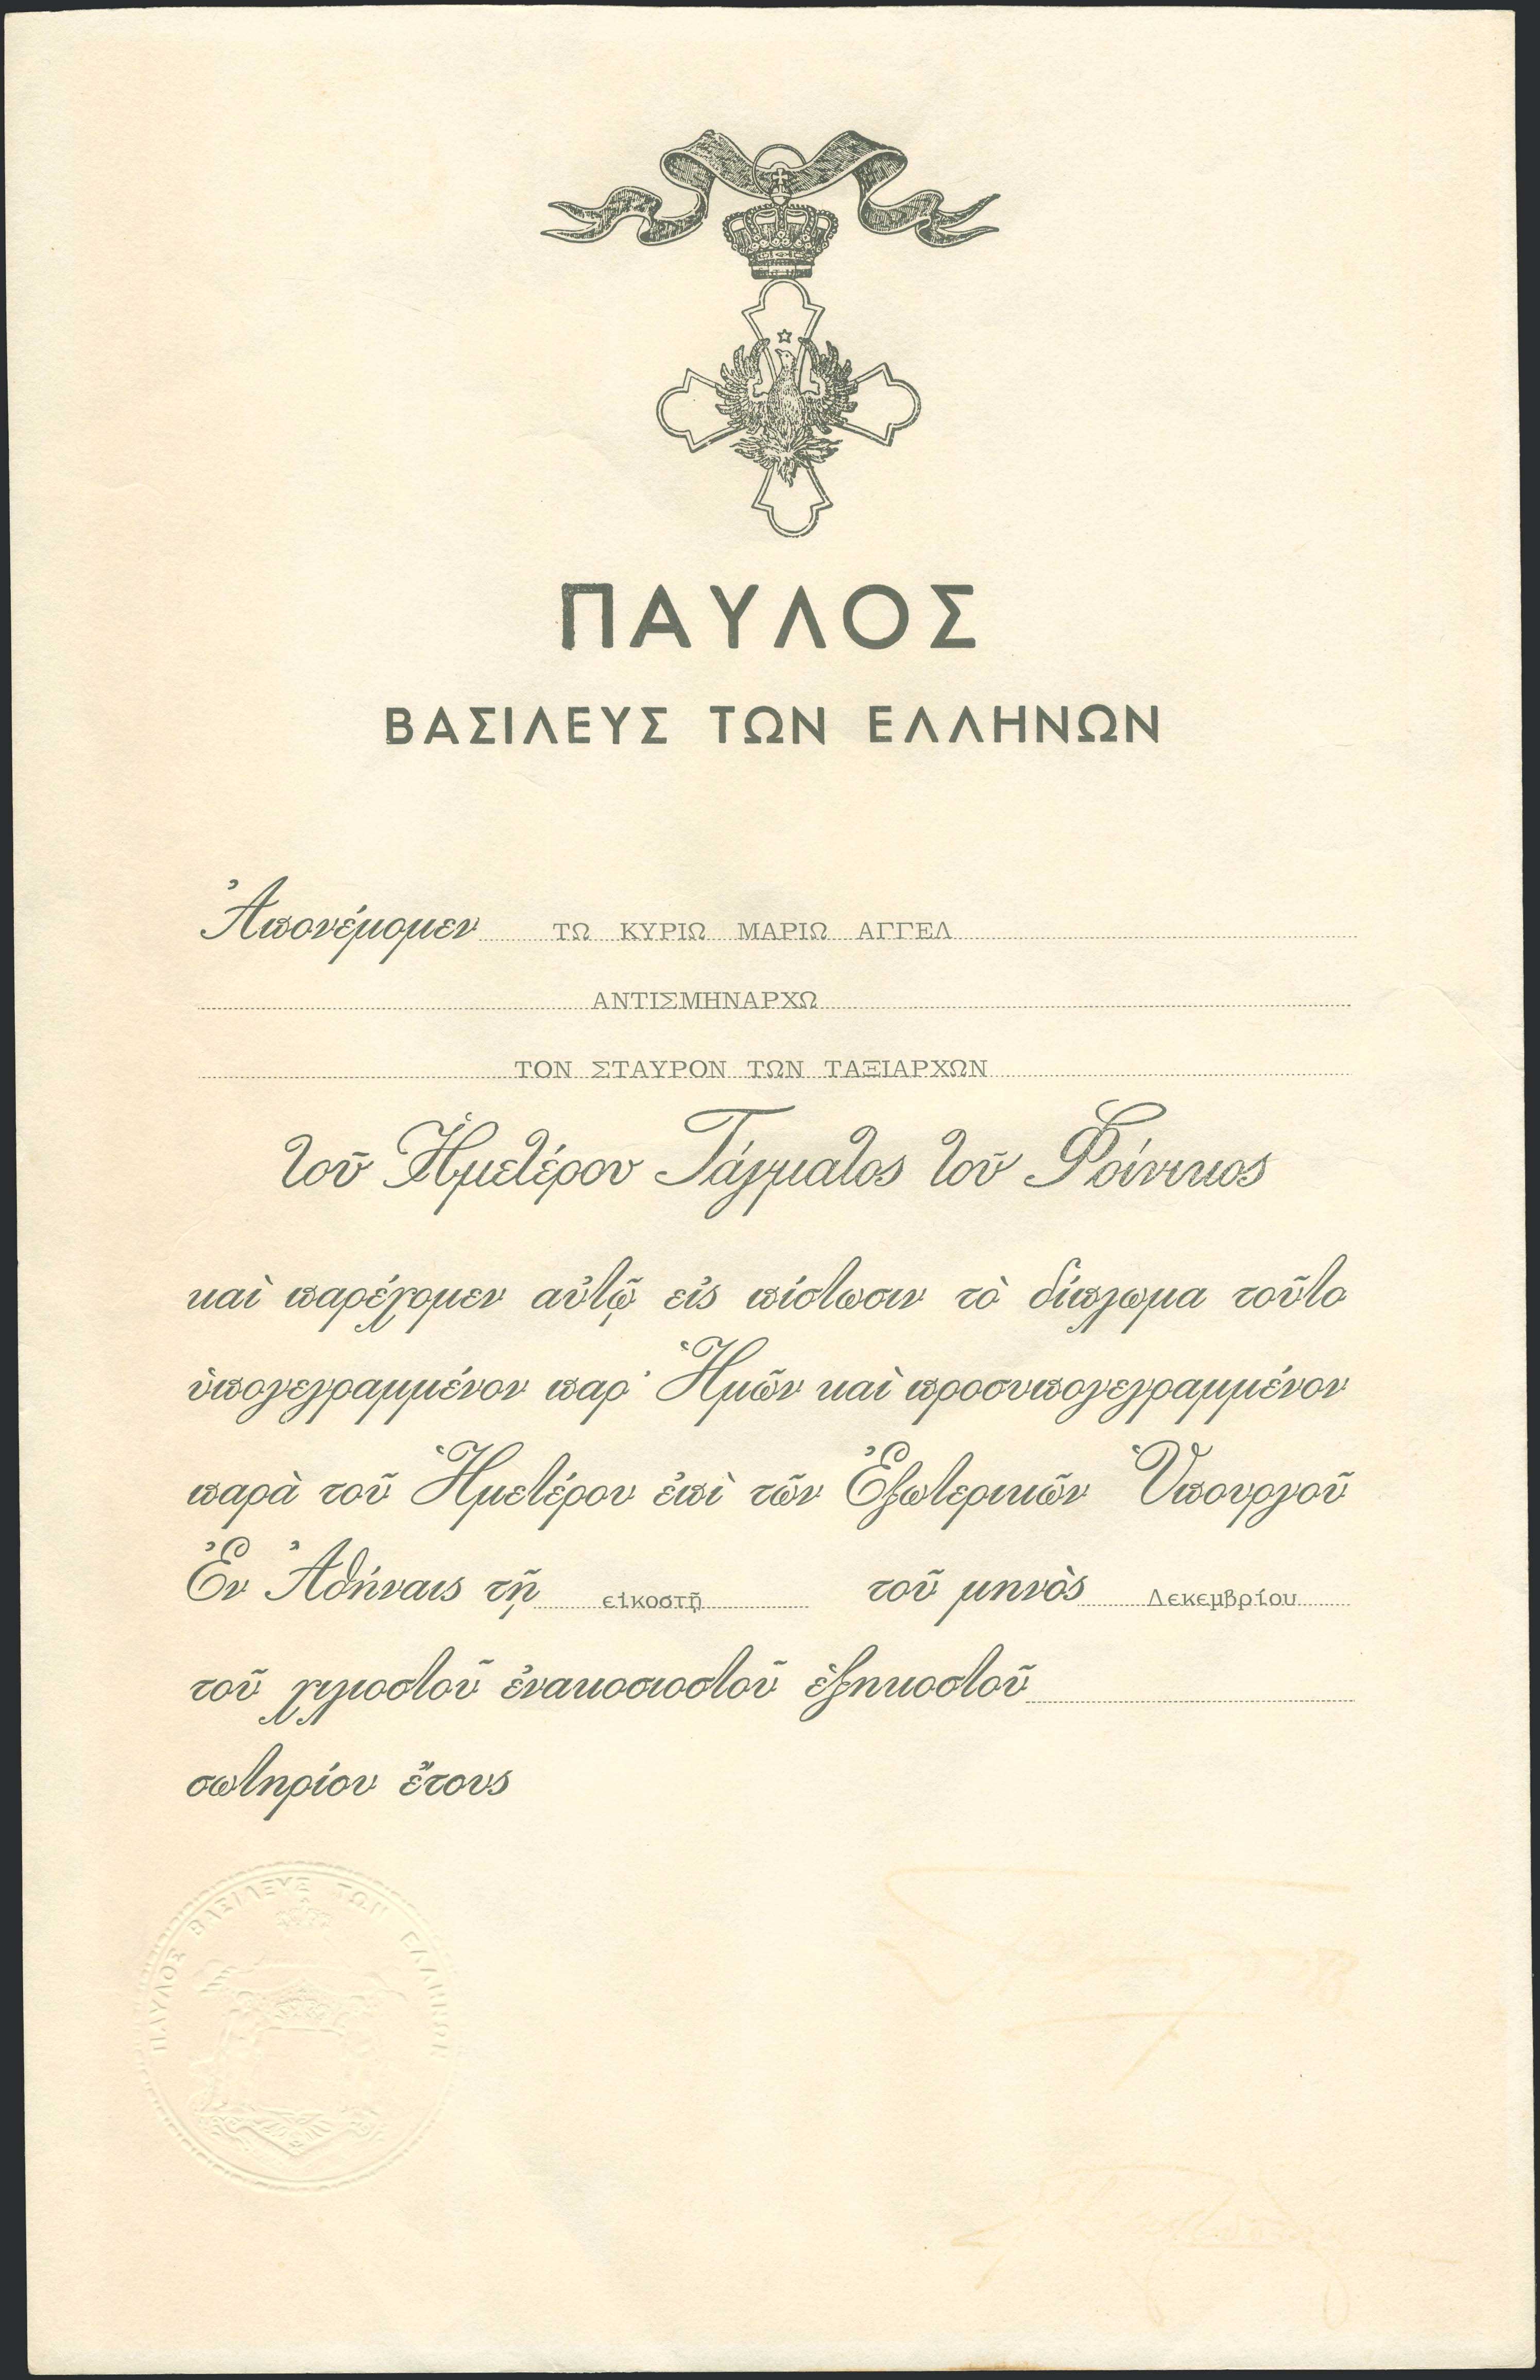 ΠΑΥΛΟΣ
ΒΑΣΙΛΕΥΣ ΤΩΝ ΕΛΛΗΝΩΝ
Ἀπονέμομεν ΤΩ ΚΥΡΙΩ ΜΑΡΙΩ ΑΓΓΕΛ
ΑΝΤΙΣΜΗΝΑΡΧΩ
ΤΟΝ ΣΤΑΥΡΟΝ ΤΩΝ ΤΑΞΙΑΡΧΩΝ
τοῦ Ἡμετέρου Τάγματος τοῦ Φοίνικος
καὶ παρέχομεν αὐτῷ εἰς πίστωσιν τὸ δίπλωμα τοῦτο
ὑπογεγραμμένον παρ' Ἡμῶν καὶ προσυπογεγραμμένον
παρὰ τοῦ Ἡμετέρου ἐπὶ τῶν Ἐξωτερικῶν Ὑπουργοῦ
Ἐν Ἀθήναις τῇ εἰκοστῇ τοῦ μηνὸς Δεκεμβρίου
τοῦ χιλιοστοῦ ἐνακοσιοστοῦ ἑξηκοστοῦ
σωτηρίου ἔτους
ΠΑΥΛΟΣ ΒΑΣΙΛΕΥΣ ΤΩΝ ΕΛΛΗΝΩΝ